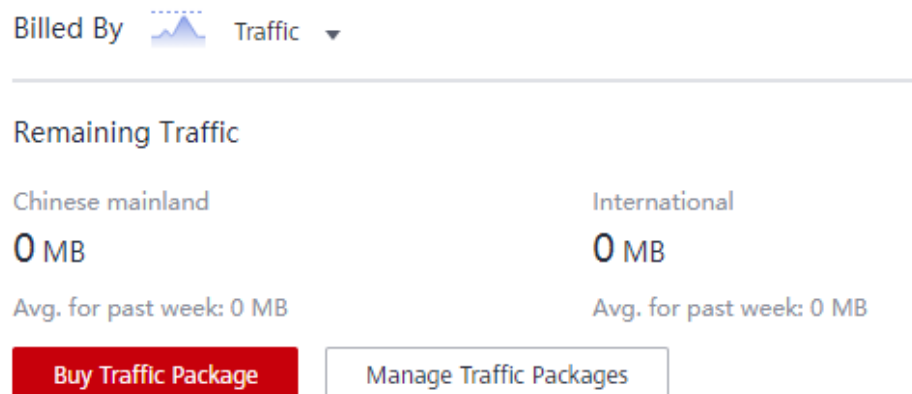 Billed By Traffic
Remaining Traffic
Chinese mainland International
0 MB 0 MB
Avg. for past week: 0 MB Avg. for past week: 0 MB
Buy Traffic Package Manage Traffic Packages